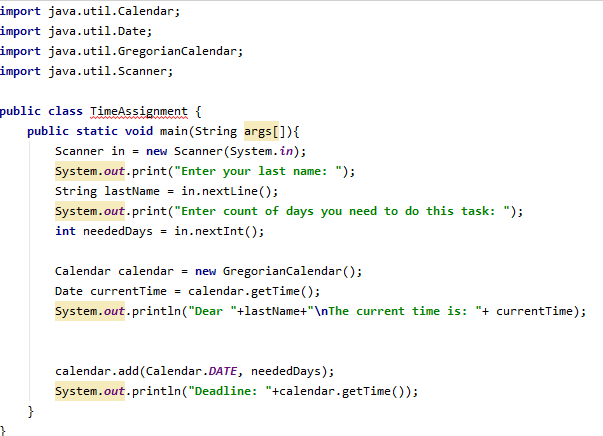 import java.util.Calendar;
import java.util.Date;
import java.util.GregorianCalendar;
import java.util.Scanner;
public class TimeAssignment {
public static void main(String args[]){
Scanner in = new Scanner(System.in);
System.out.print("Enter your last name: ");
String lastName = in.nextLine();
System.out.print("Enter count of days you need to do this task: ");
int neededDays = in.nextInt();
Calendar calendar = new GregorianCalendar();
Date currentTime = calendar.getTime();
System.out.println("Dear "+lastName+"\nThe current time is: "+ currentTime);
calendar.add(Calendar.DATE, neededDays);
System.out.println("Deadline: "+calendar.getTime());
}
}